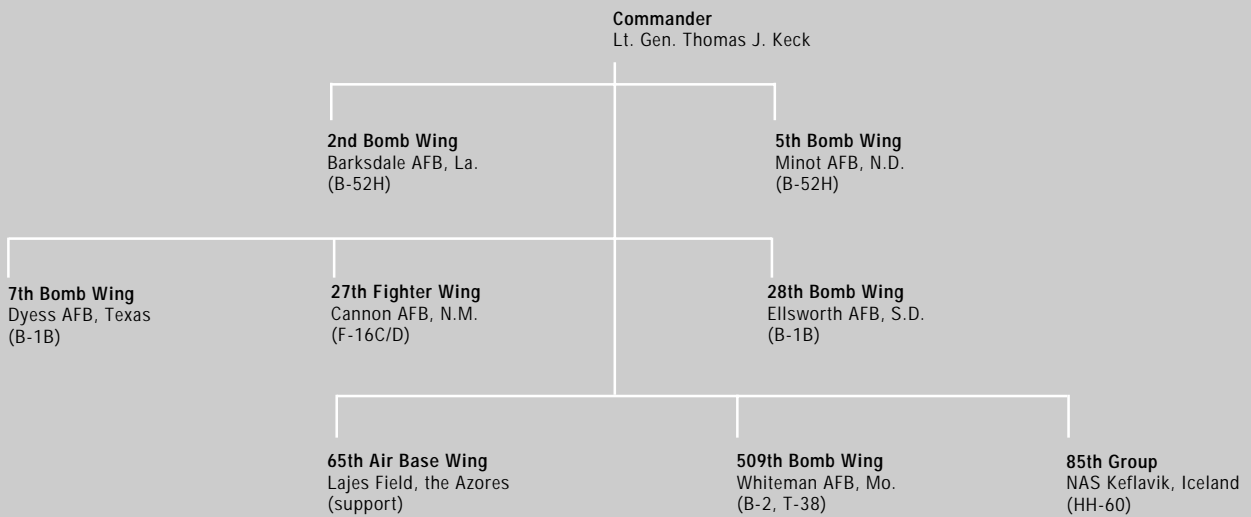 Commander
Lt. Gen. Thomas J. Keck
2nd Bomb Wing
Barksdale AFB, La.
(B-52H)
5th Bomb Wing
Minot AFB, N.D.
(B-52H)
7th Bomb Wing
Dyess AFB, Texas
(B-1B)
27th Fighter Wing
Cannon AFB, N.M.
(F-16C/D)
28th Bomb Wing
Ellsworth AFB, S.D.
(B-1B)
65th Air Base Wing
Lajes Field, the Azores
(support)
509th Bomb Wing
Whiteman AFB, Mo.
(B-2, T-38)
85th Group
NAS Keflavik, Iceland
(HH-60)